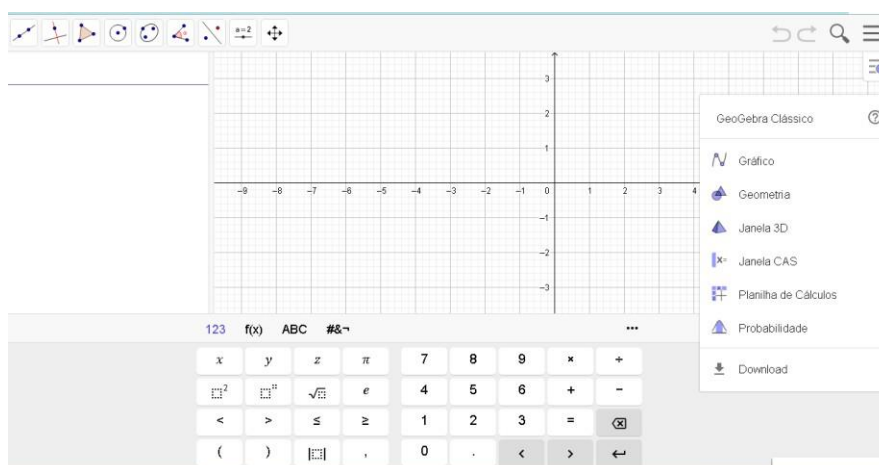 a=2
3
2
1
-9 -8 -7 -6 -5 -4 -3 -2 -1 0 1 2 3 4
-1
-2
-3
GeoGebra Clássico
Gráfico
Geometria
Janela 3D
x= Janela CAS
Planilha de Cálculos
Probabilidade
Download
123 f(x) ABC #&¬ ...
x y z π 7 8 9 × ÷
□² □ⁿ √□ e 4 5 6 + −
< > ≤ ≥ 1 2 3 =
( ) |□| , 0 . < >